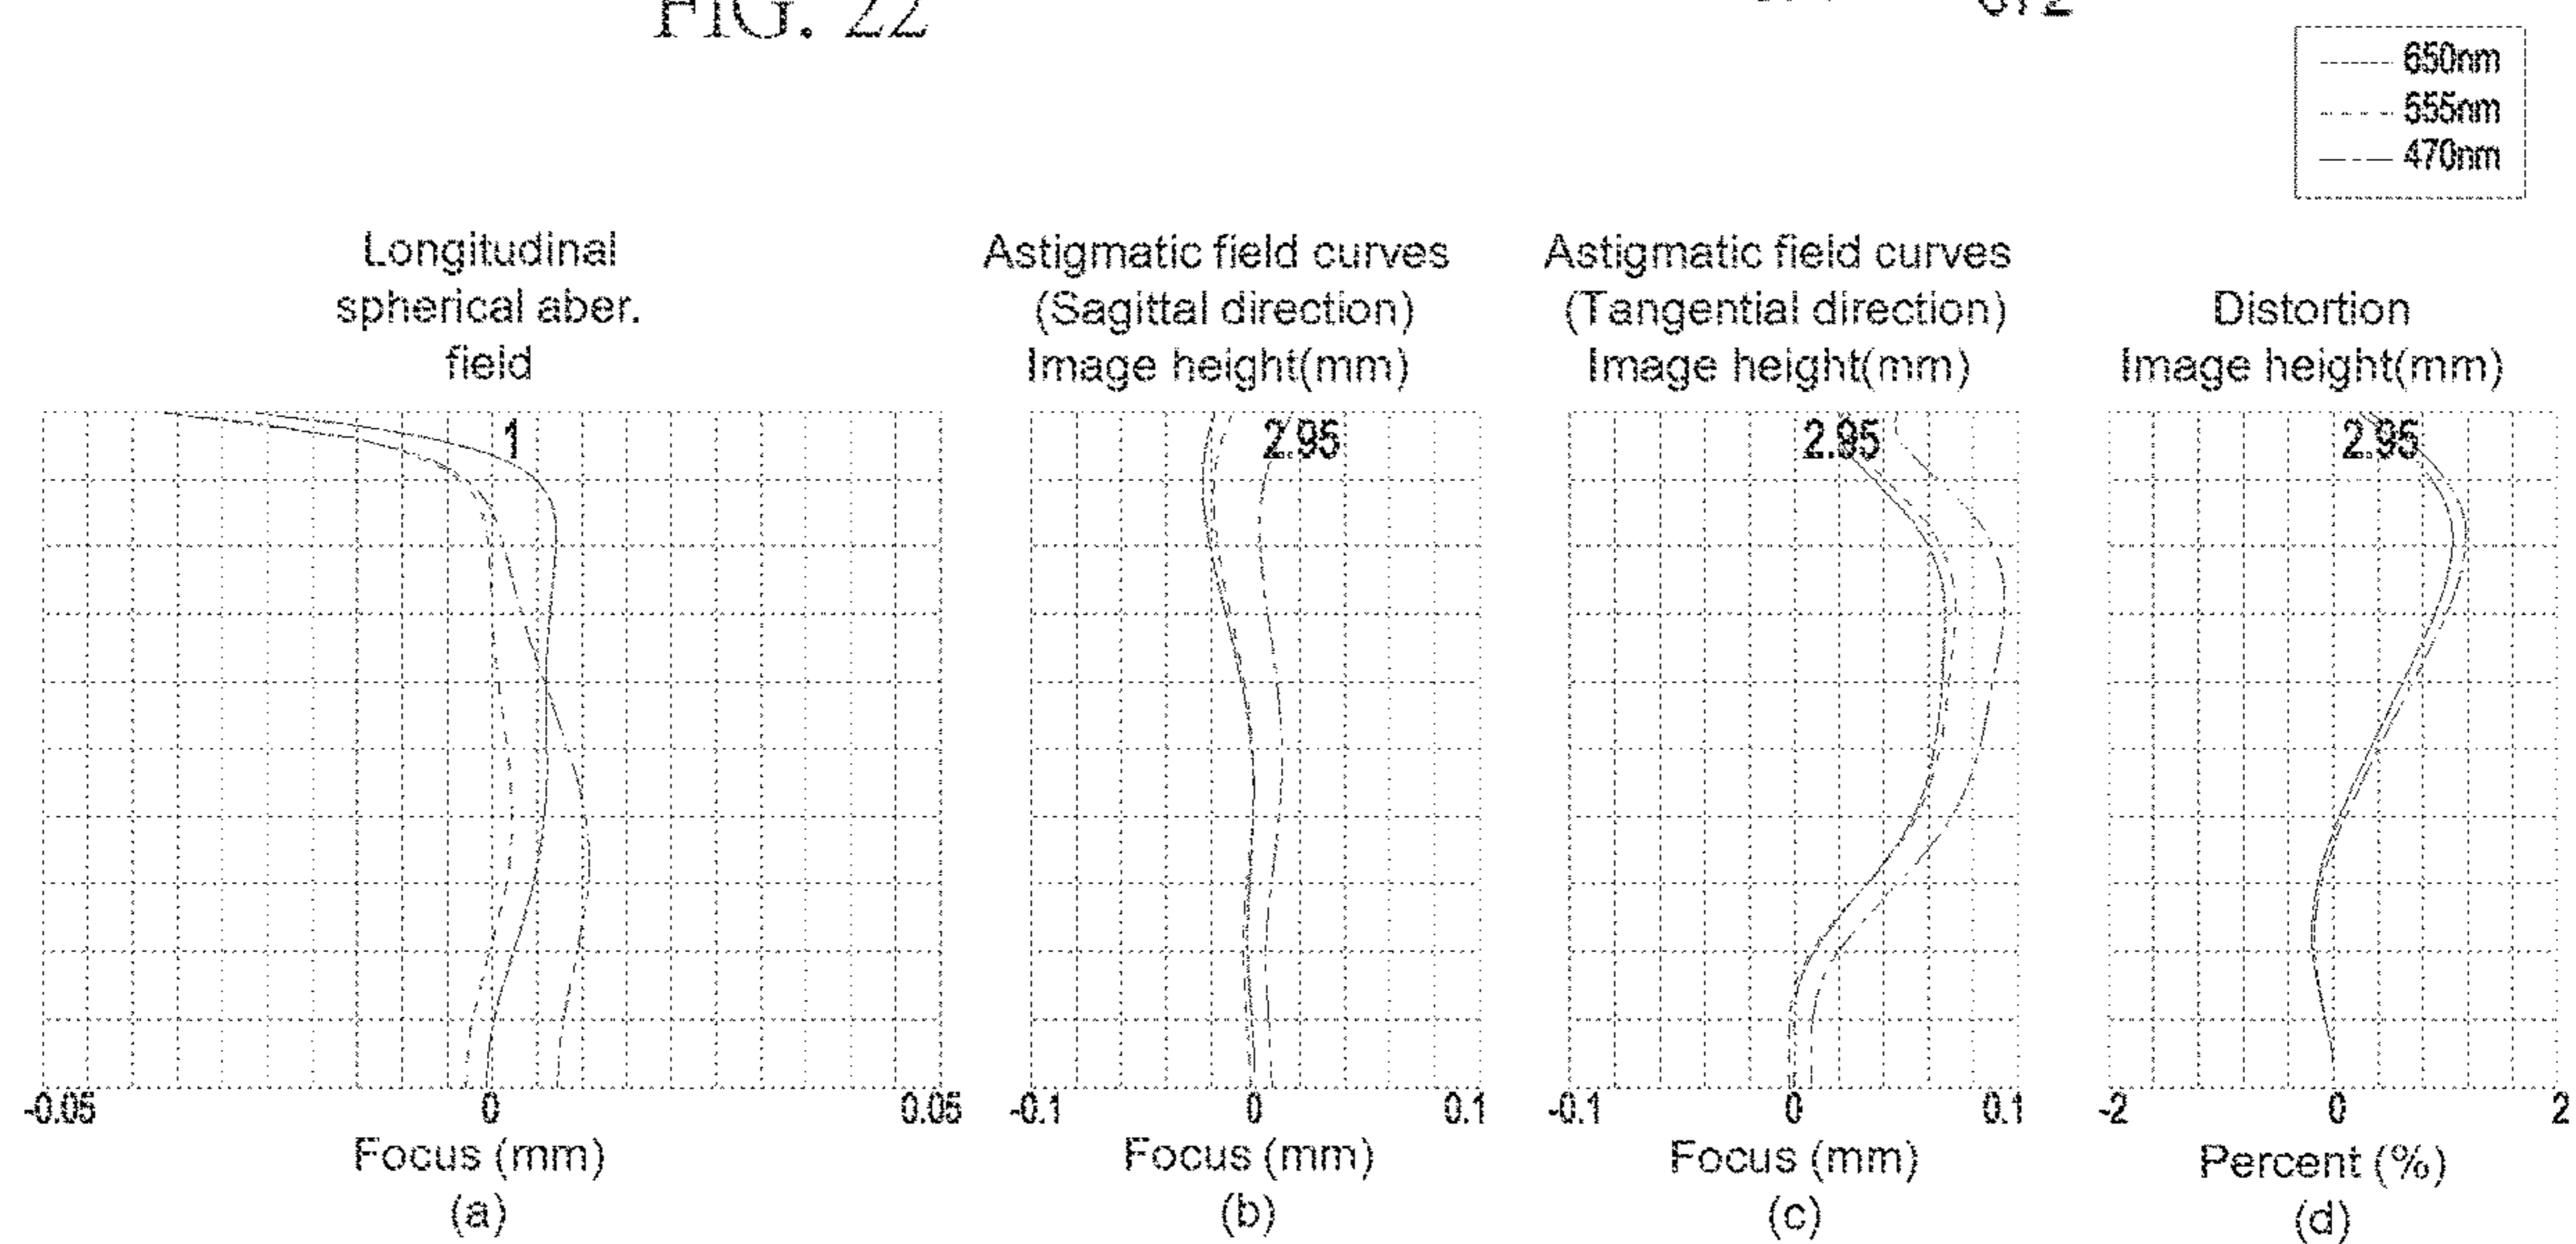 FIG. 22
650nm
555nm
470nm
Longitudinal
spherical aber.
field
Astigmatic field curves
(Sagittal direction)
Image height(mm)
Astigmatic field curves
(Tangential direction)
Image height(mm)
Distortion
Image height(mm)
1
2.95
2.95
2.95
-0.05 0 0.05
-0.1 0 0.1
-0.1 0 0.1
-2 0 2
Focus (mm)
Focus (mm)
Focus (mm)
Percent (%)
(a)
(b)
(c)
(d)